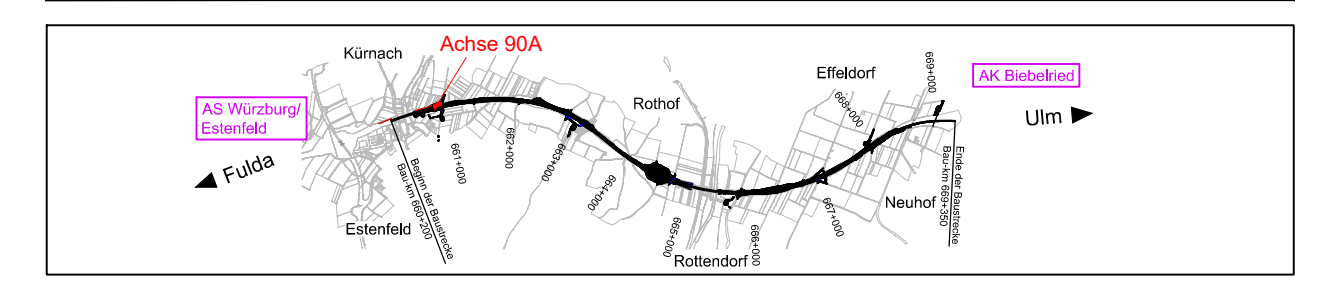 Achse 90A
Kürnach
AS Würzburg/
Estenfeld
Fulda
Estenfeld
Beginn der Baustrecke
Bau-km 660+200
661+000
662+000
663+000
664+000
Rothof
665+000
Rottendorf
666+000
667+000
Effeldorf
668+000
669+000
AK Biebelried
Ulm
Neuhof
Ende der Baustrecke
Bau-km 669+350